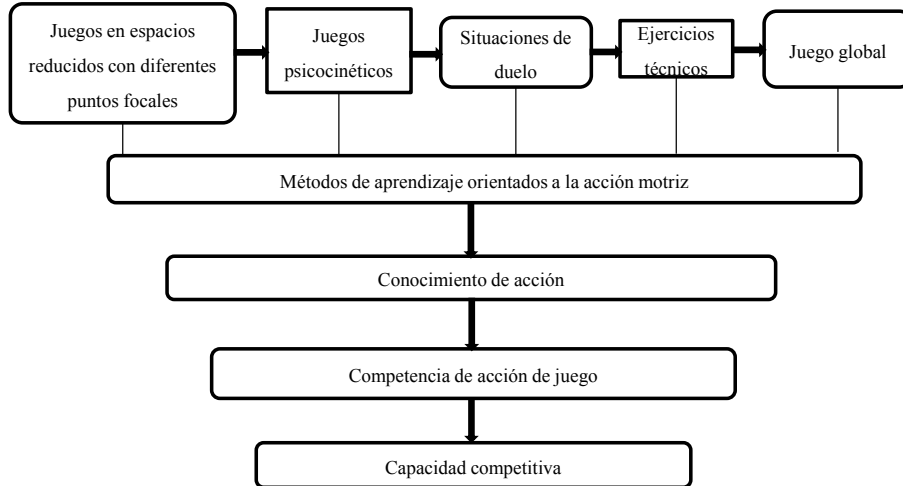 Juegos en espacios
reducidos con diferentes
puntos focales
Juegos
psicocinéticos
Situaciones de
duelo
Ejercicios
técnicos
Juego global
Métodos de aprendizaje orientados a la acción motriz
Conocimiento de acción
Competencia de acción de juego
Capacidad competitiva